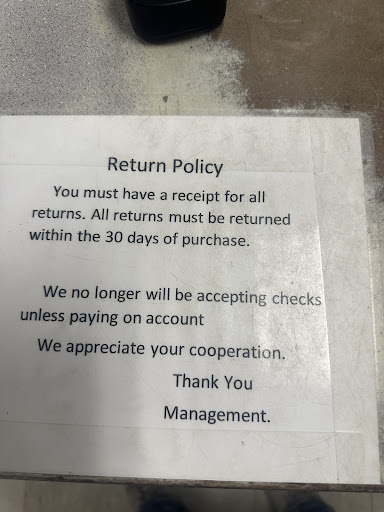 Return Policy
You must have a receipt for all
returns. All returns must be returned
within the 30 days of purchase.
We no longer will be accepting checks
unless paying on account
We appreciate your cooperation.
Thank You
Management.